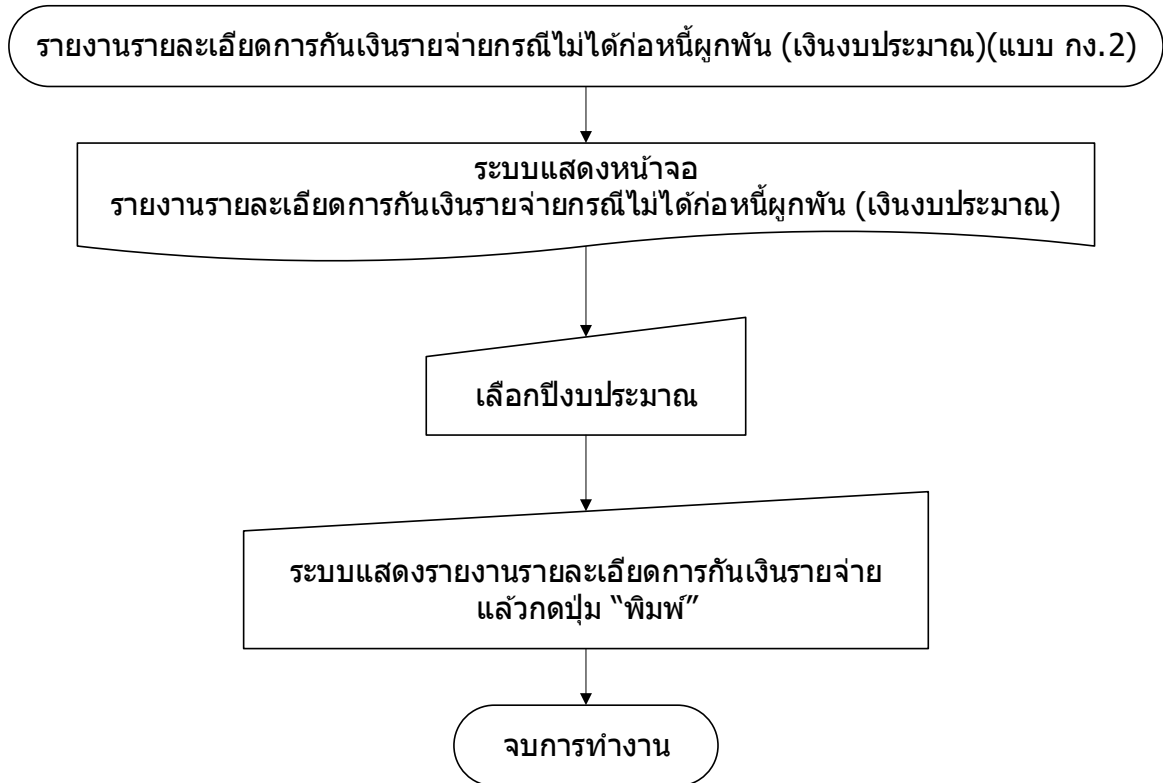 รายงานรายละเอียดการกันเงินรายจ่ายกรณีไม่ได้ก่อหนี้ผูกพัน (เงินงบประมาณ)(แบบ กง.2)
ระบบแสดงหน้าจอ
รายงานรายละเอียดการกันเงินรายจ่ายกรณีไม่ได้ก่อหนี้ผูกพัน (เงินงบประมาณ)
เลือกปีงบประมาณ
ระบบแสดงรายงานรายละเอียดการกันเงินรายจ่าย
แล้วกดปุ่ม “พิมพ์”
จบการทำงาน